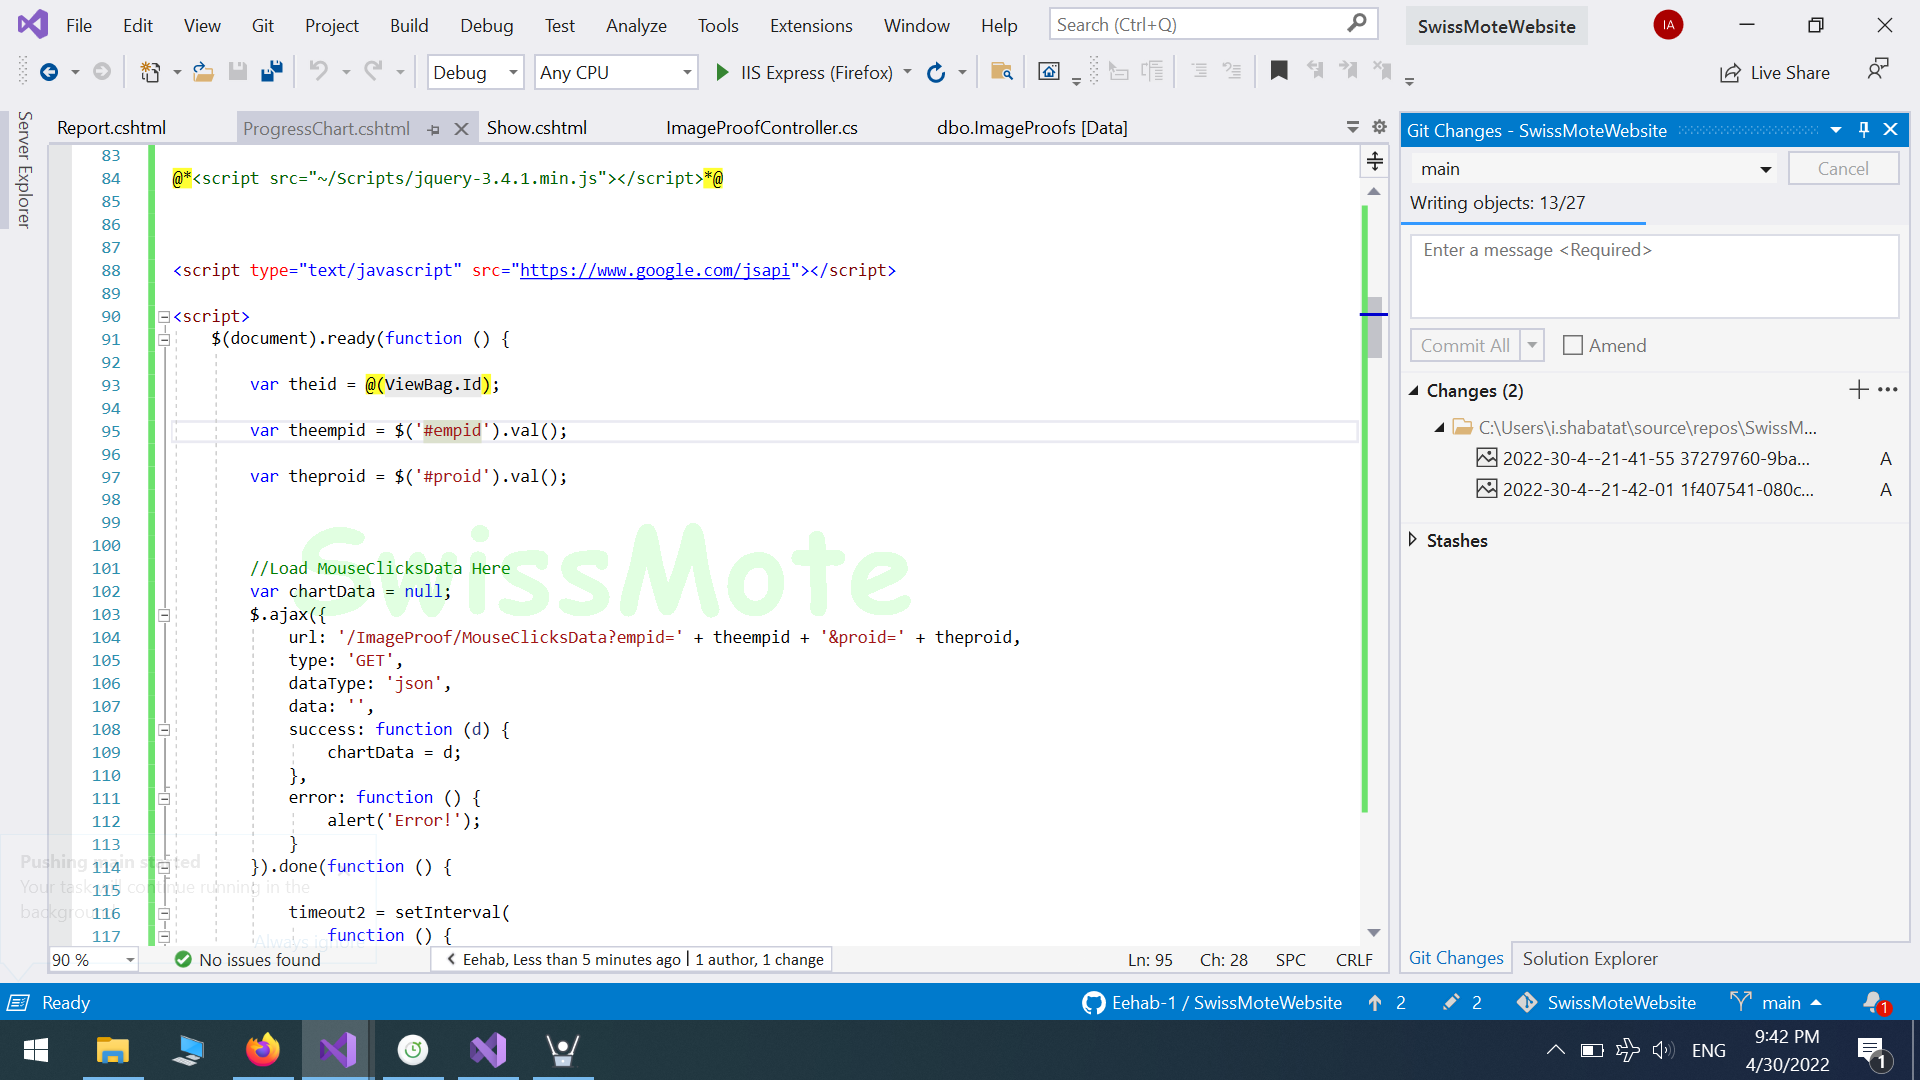 File Edit View Git Project Build Debug Test Analyze Tools Extensions Window Help Search (Ctrl+Q) SwissMoteWebsite IA
Debug Any CPU IIS Express (Firefox) Live Share
Server Explorer
Report.cshtml ProgressChart.cshtml Show.cshtml ImageProofController.cs dbo.ImageProofs [Data]
83
84 @*<script src="~/Scripts/jquery-3.4.1.min.js"></script>*@
85
86
87
88 <script type="text/javascript" src="https://www.google.com/jsapi"></script>
89
90 <script>
91 $(document).ready(function () {
92
93 var theid = @(ViewBag.Id);
94
95 var theempid = $('#empid').val();
96
97 var theproid = $('#proid').val();
98
99
100
101 //Load MouseClicksData Here
102 var chartData = null;
103 $.ajax({
104 url: '/ImageProof/MouseClicksData?empid=' + theempid + '&proid=' + theproid,
105 type: 'GET',
106 dataType: 'json',
107 data: '',
108 success: function (d) {
109 chartData = d;
110 },
111 error: function () {
112 alert('Error!');
113 }
114 }).done(function () {
115
116 timeout2 = setInterval(
117 function () {
SwissMote
Pushing main started
Your task will continue running in the
background.
Always ignore
90 % No issues found Eehab, Less than 5 minutes ago | 1 author, 1 change Ln: 95 Ch: 28 SPC CRLF
Git Changes - SwissMoteWebsite
main Cancel
Writing objects: 13/27
Enter a message <Required>
Commit All Amend
Changes (2)
C:\Users\i.shabatat\source\repos\SwissM...
2022-30-4--21-41-55 37279760-9ba... A
2022-30-4--21-42-01 1f407541-080c... A
Stashes
Git Changes Solution Explorer
Ready Eehab-1 / SwissMoteWebsite 2 2 SwissMoteWebsite main 1
ENG 9:42 PM
4/30/2022 1